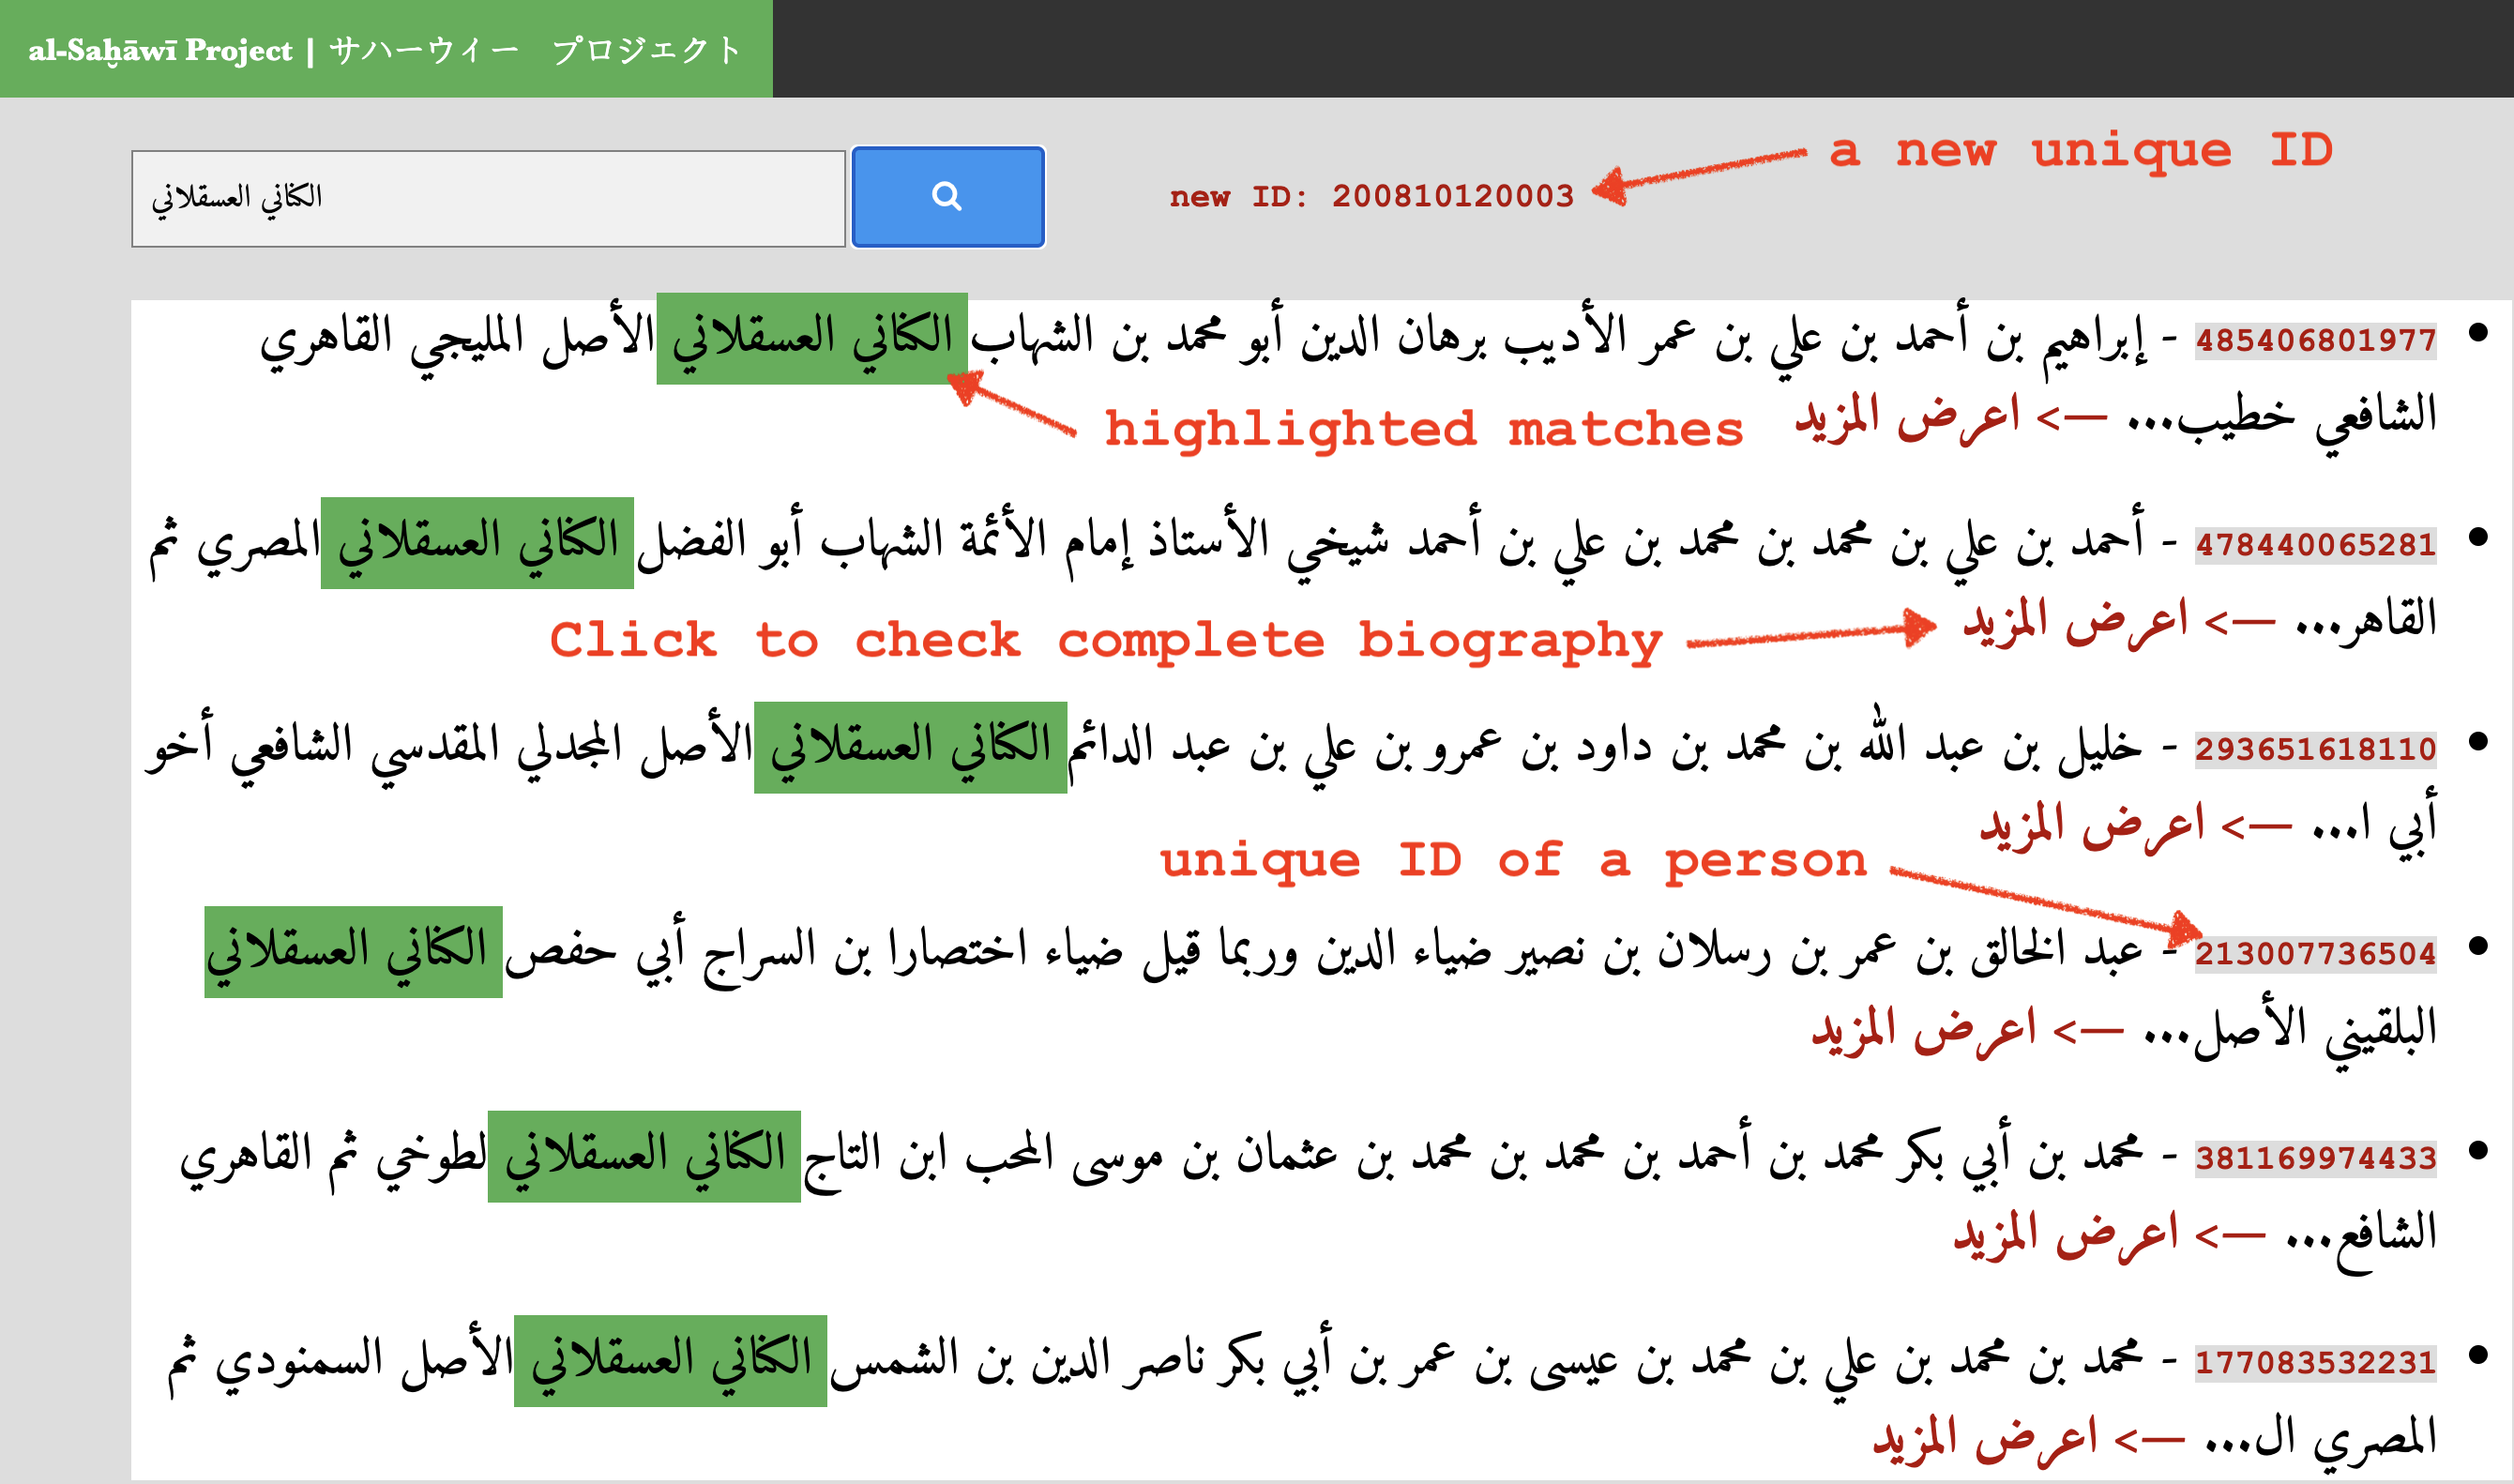 al-Saḫāwī Project | サハーウィー プロジェクト
a new unique ID
الكناني العسقلاني
new ID: 200810120003
485406801977 - إبراهيم بن أحمد بن علي بن عمر الأديب برهان الدين أبو محمد بن الشهاب الكناني العسقلاني الأصل المليجي القاهري
الشافعي خطيب... —> اعرض المزيد
highlighted matches
478440065281 - أحمد بن علي بن محمد بن محمد بن علي بن أحمد شيخي الأستاذ إمام الأئمة الشهاب أبو الفضل الكناني العسقلاني المصري ثم
القاهر... —> اعرض المزيد
Click to check complete biography
293651618110 - خليل بن عبد الله بن محمد بن داود بن عمرو بن علي بن عبد الدائم الكناني العسقلاني الأصل المجدلي المقدسي الشافعي أخو
أبي ا... —> اعرض المزيد
unique ID of a person
213007736504 - عبد الخالق بن عمر بن رسلان بن نصير ضياء الدين وربما قيل ضياء اختصارا بن السراج أبي حفص الكناني العسقلاني
البلقيني الأصل... —> اعرض المزيد
381169974433 - محمد بن أبي بكر محمد بن أحمد بن محمد بن محمد بن عثمان بن موسى المحب ابن التاج الكناني العسقلاني لطوخي ثم القاهري
الشافع... —> اعرض المزيد
177083532231 - محمد بن محمد بن علي بن محمد بن عيسى بن عمر بن أبي بكر ناصر الدين بن الشمس الكناني العسقلاني الأصل السمنودي ثم
المصري ال... —> اعرض المزيد